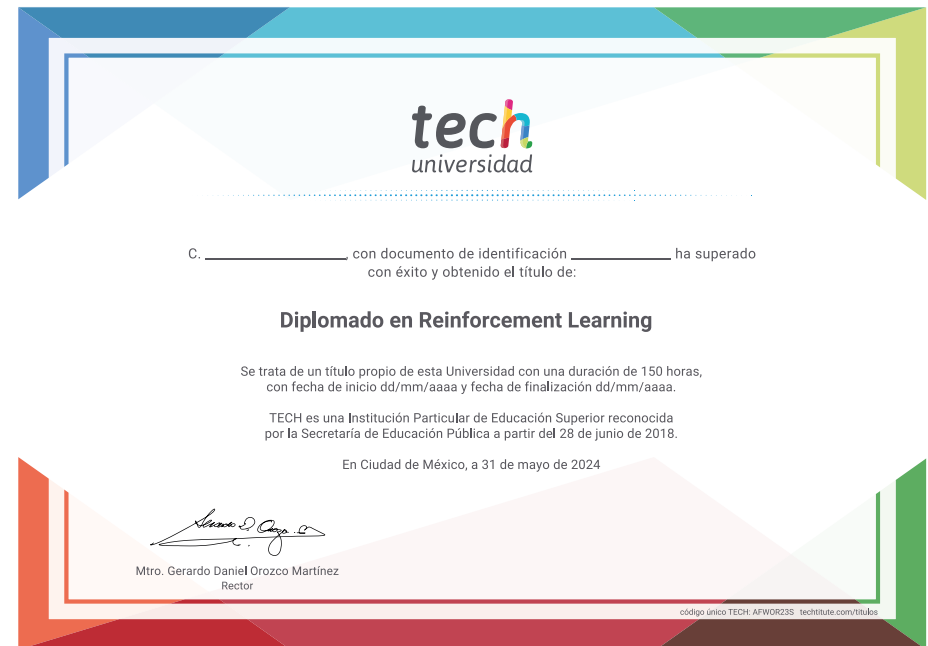 tech
universidad
C. ____________________, con documento de identificación ______________ ha superado
con éxito y obtenido el título de:
Diplomado en Reinforcement Learning
Se trata de un título propio de esta Universidad con una duración de 150 horas,
con fecha de inicio dd/mm/aaaa y fecha de finalización dd/mm/aaaa.
TECH es una Institución Particular de Educación Superior reconocida
por la Secretaría de Educación Pública a partir del 28 de junio de 2018.
En Ciudad de México, a 31 de mayo de 2024
Mtro. Gerardo Daniel Orozco Martínez
Rector
código único TECH: AFWOR23S techtitute.com/titulos